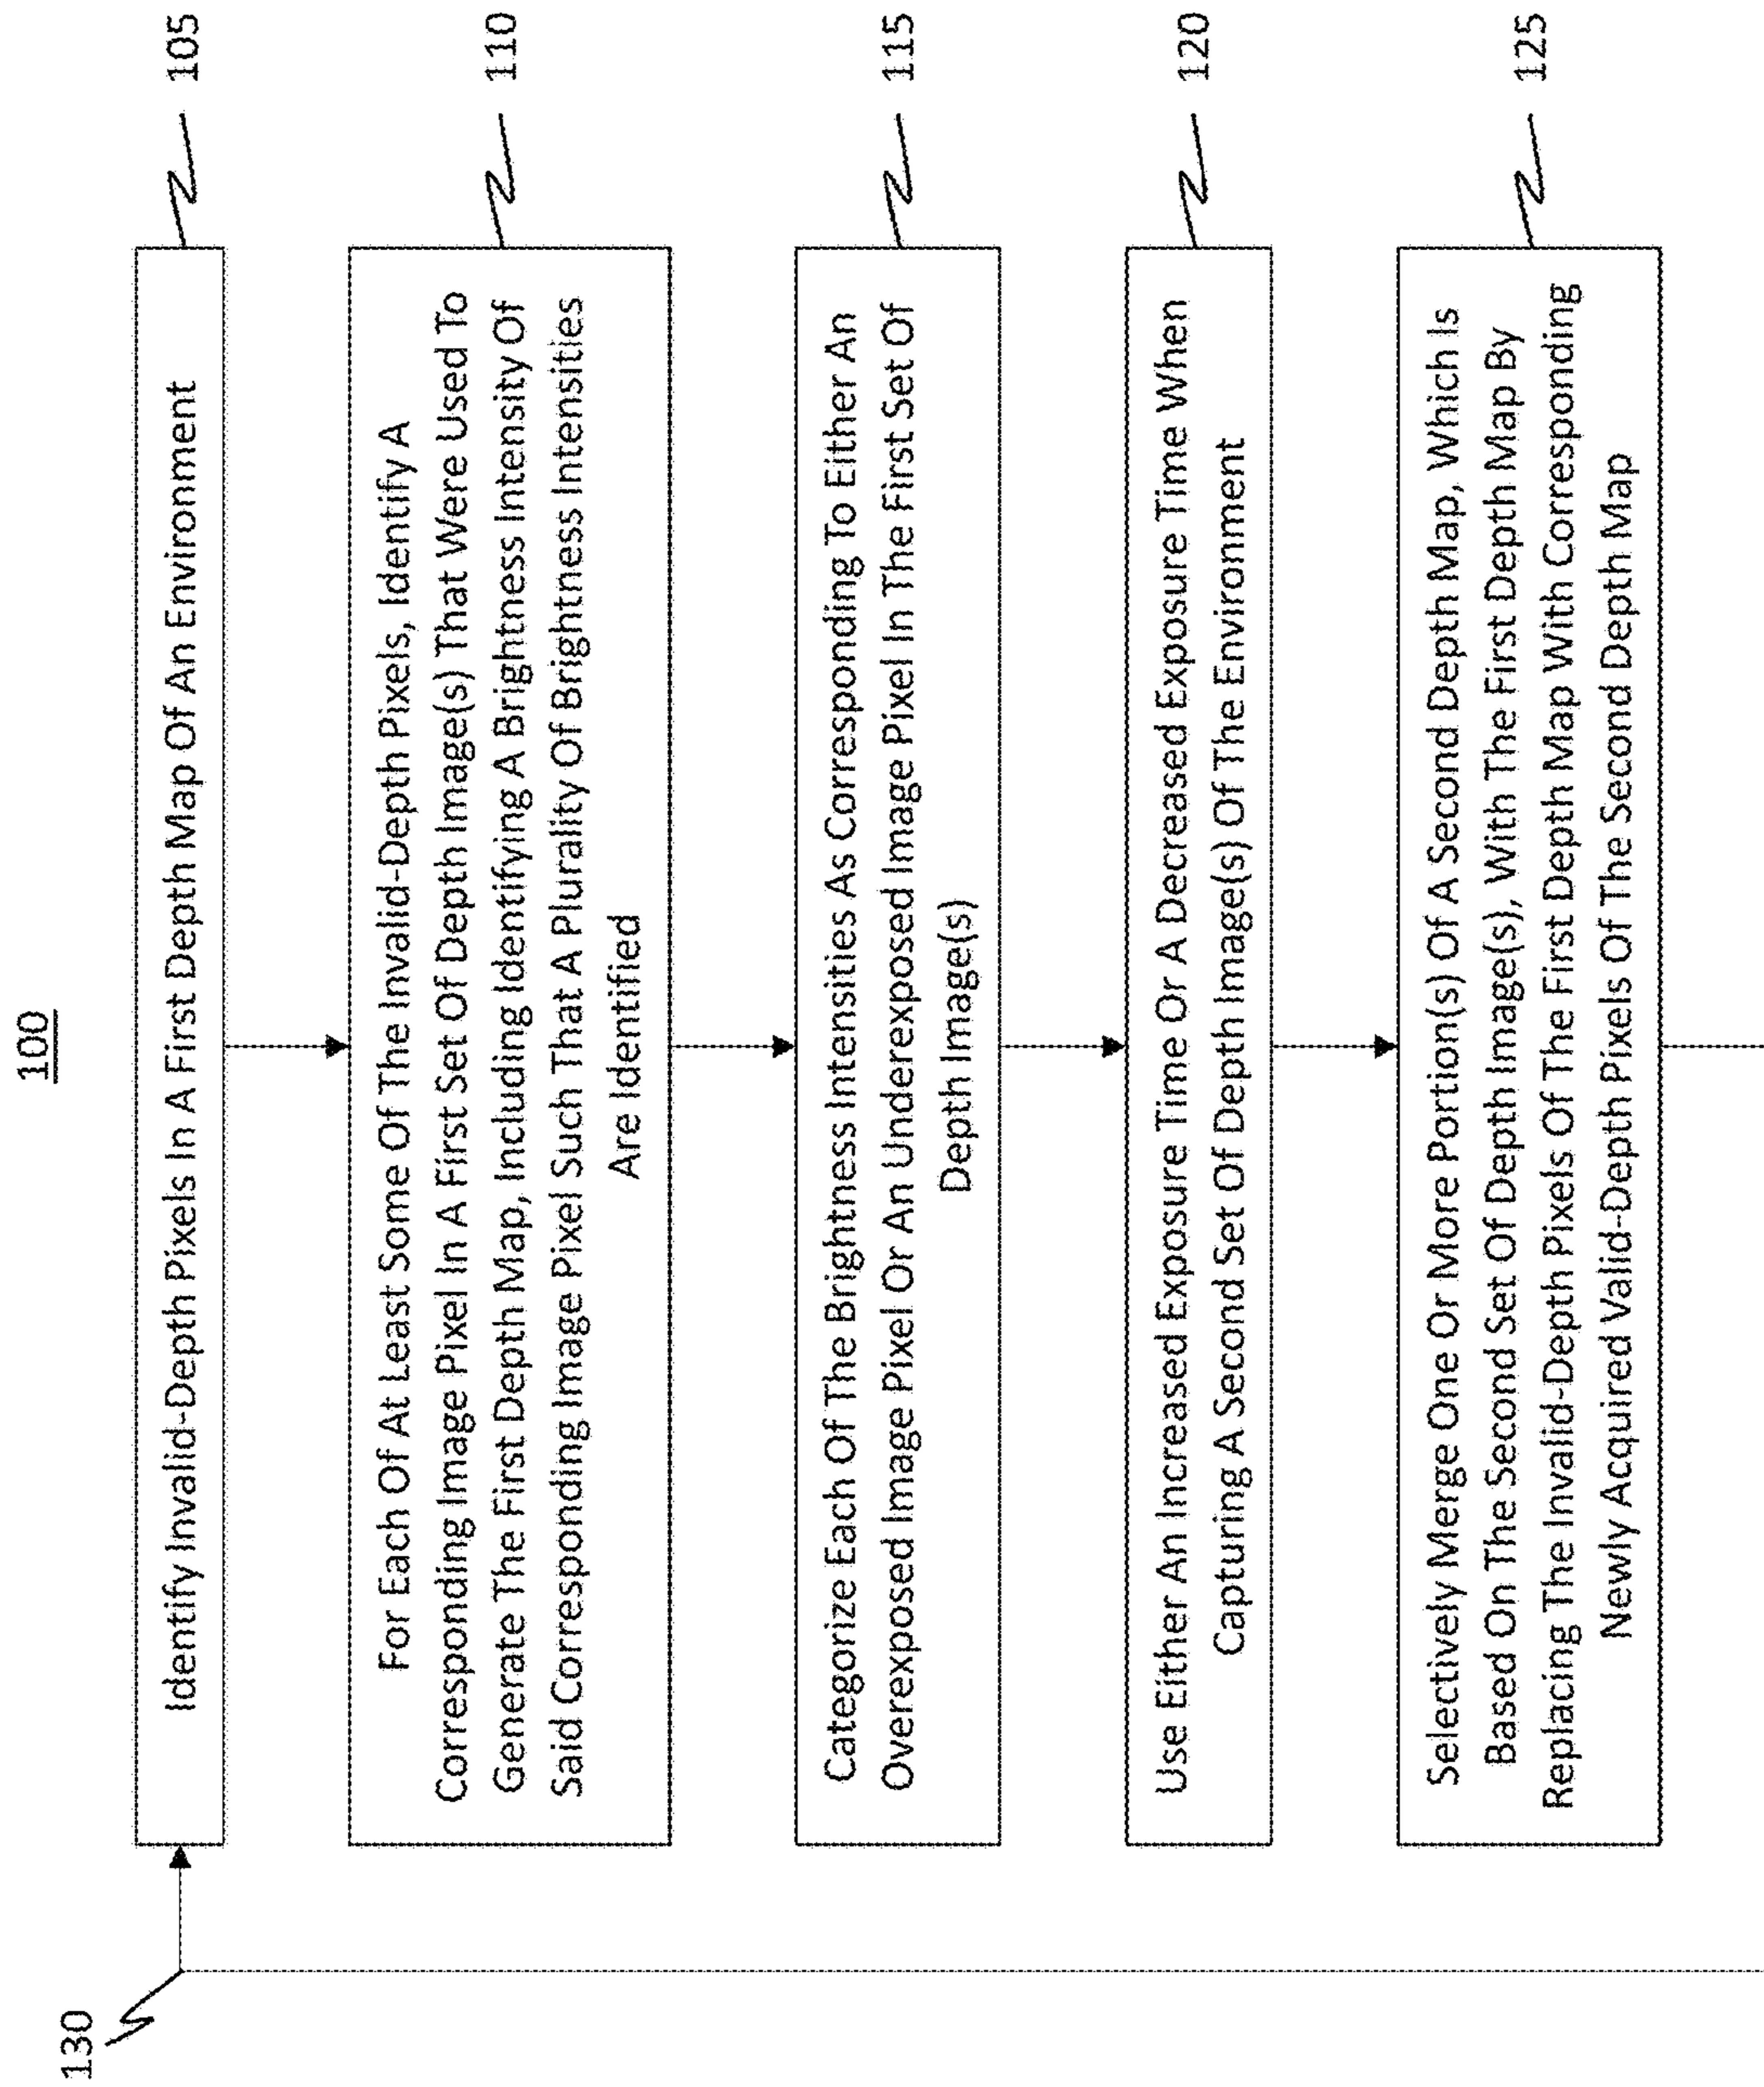 100
130
Identify Invalid-Depth Pixels In A First Depth Map Of An Environment
105
For Each Of At Least Some Of The Invalid-Depth Pixels, Identify A
Corresponding Image Pixel In A First Set Of Depth Image(s) That Were Used To
Generate The First Depth Map, Including Identifying A Brightness Intensity Of
Said Corresponding Image Pixel Such That A Plurality Of Brightness Intensities
Are Identified
110
Categorize Each Of The Brightness Intensities As Corresponding To Either An
Overexposed Image Pixel Or An Underexposed Image Pixel In The First Set Of
Depth Image(s)
115
Use Either An Increased Exposure Time Or A Decreased Exposure Time When
Capturing A Second Set Of Depth Image(s) Of The Environment
120
Selectively Merge One Or More Portion(s) Of A Second Depth Map, Which Is
Based On The Second Set Of Depth Image(s), With The First Depth Map By
Replacing The Invalid-Depth Pixels Of The First Depth Map With Corresponding
Newly Acquired Valid-Depth Pixels Of The Second Depth Map
125